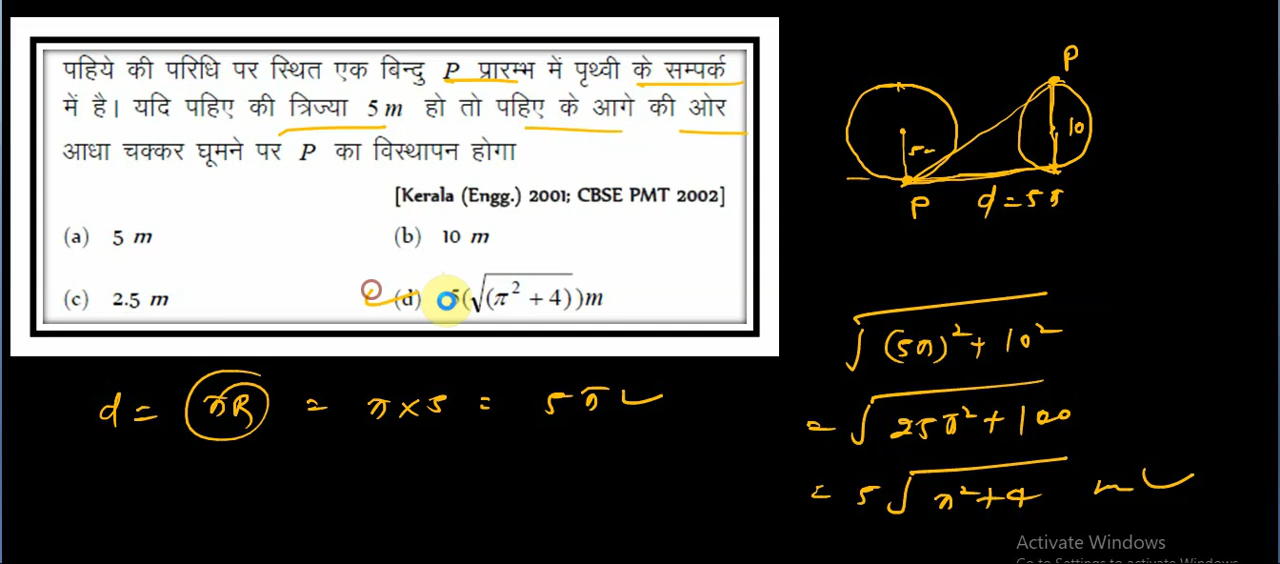 पहिये की परिधि पर स्थित एक विन्दु P प्रारम्भ में पृथ्वी के सम्पर्क
में है। यदि पहिए की त्रिज्या 5 m हो तो पहिए के आगे की ओर
आधा चक्कर घूमने पर P का विस्थापन होगा
[Kerala (Engg.) 2001; CBSE PMT 2002]
(a) 5 m (b) 10 m
(c) 2.5 m (d) 5(√(π² + 4))m
d = πR = π × 5 = 5π
P
10
5
P d = 5π
√(5π)² + 10²
= √25π² + 100
= 5√π² + 4 m
Activate Windows